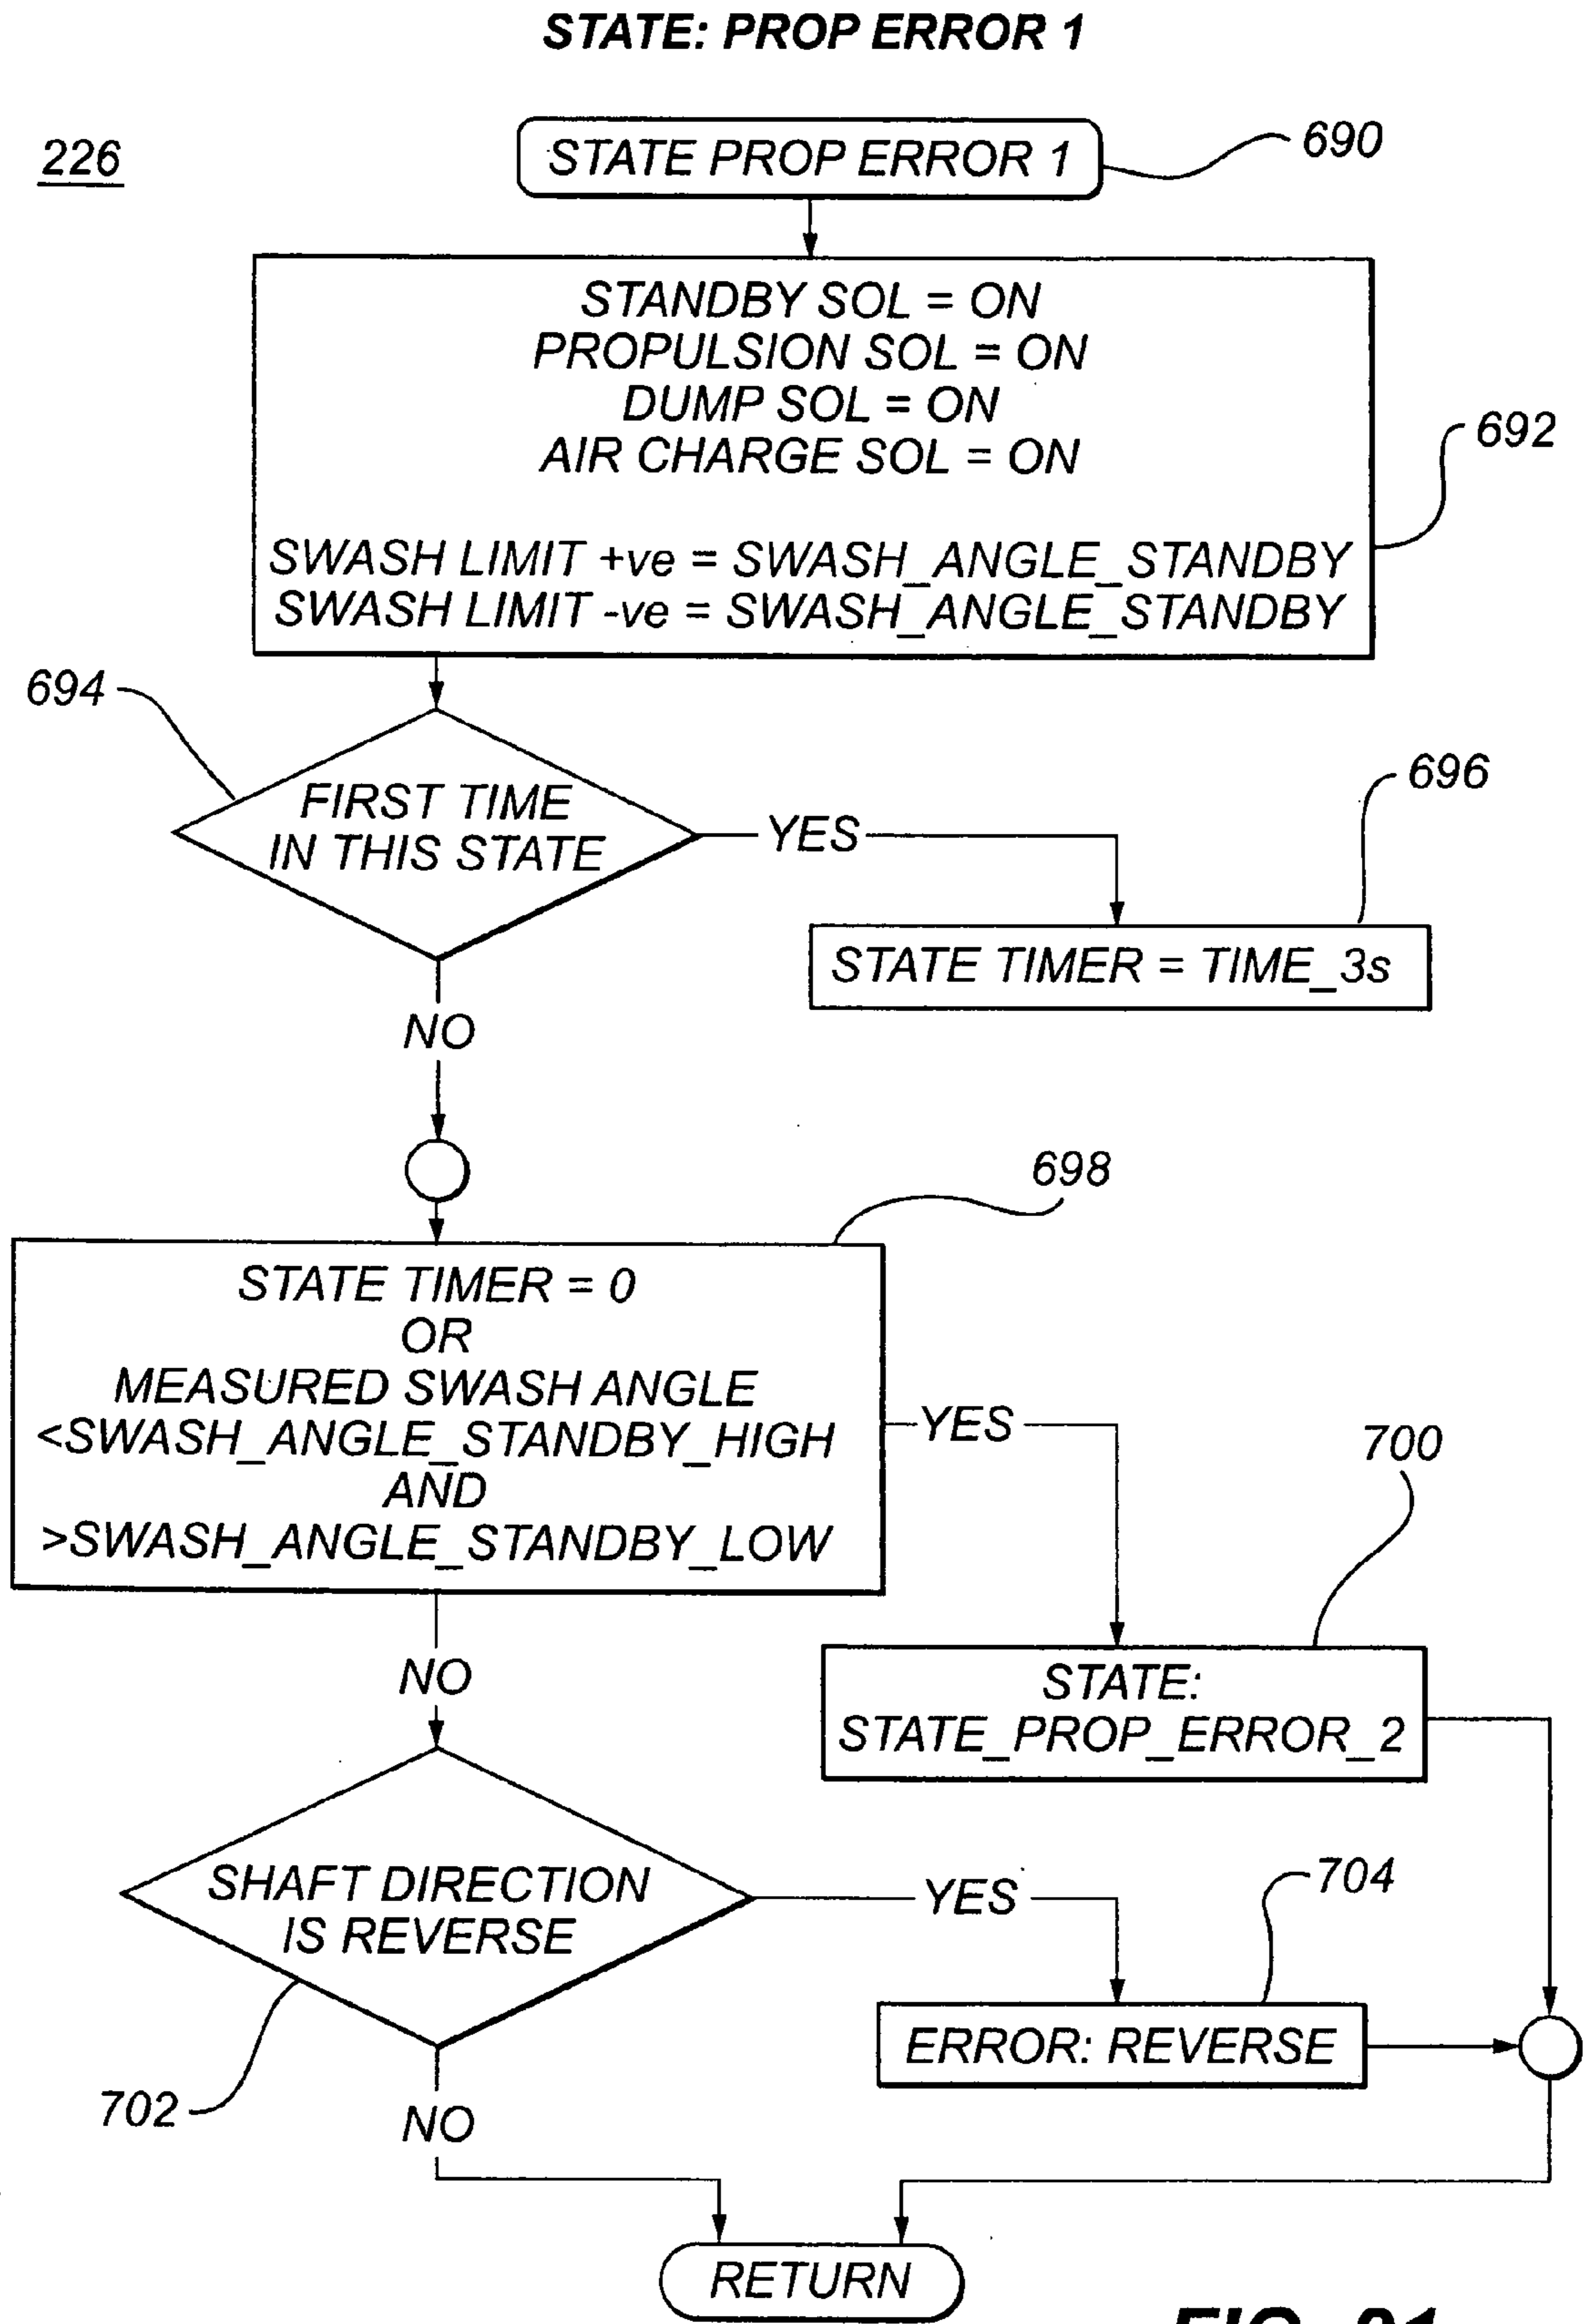 STATE: PROP ERROR 1
226
STATE PROP ERROR 1
690
STANDBY SOL = ON
PROPULSION SOL = ON
DUMP SOL = ON
AIR CHARGE SOL = ON
692
SWASH LIMIT +ve = SWASH_ANGLE_STANDBY
SWASH LIMIT -ve = SWASH_ANGLE_STANDBY
694
FIRST TIME
IN THIS STATE
YES
696
STATE TIMER = TIME_3s
NO
698
STATE TIMER = 0
OR
MEASURED SWASH ANGLE
<SWASH_ANGLE_STANDBY_HIGH
AND
>SWASH_ANGLE_STANDBY_LOW
YES
700
STATE:
STATE_PROP_ERROR_2
NO
SHAFT DIRECTION
IS REVERSE
YES
704
ERROR: REVERSE
702
NO
RETURN